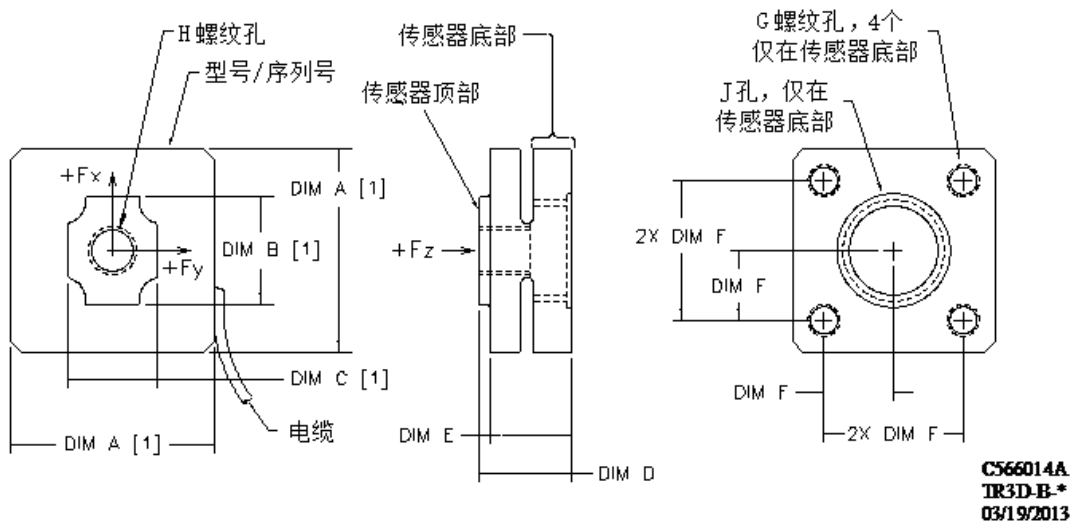 H螺纹孔
型号/序列号
+Fx
+Fy
DIM A [1]
DIM B [1]
DIM C [1]
DIM A [1]
电缆
传感器底部
传感器顶部
+Fz
DIM E
DIM D
G螺纹孔，4个
仅在传感器底部
J孔，仅在
传感器底部
2X DIM F
DIM F
DIM F
2X DIM F
C566014A
TR3D-B-*
03/19/2013